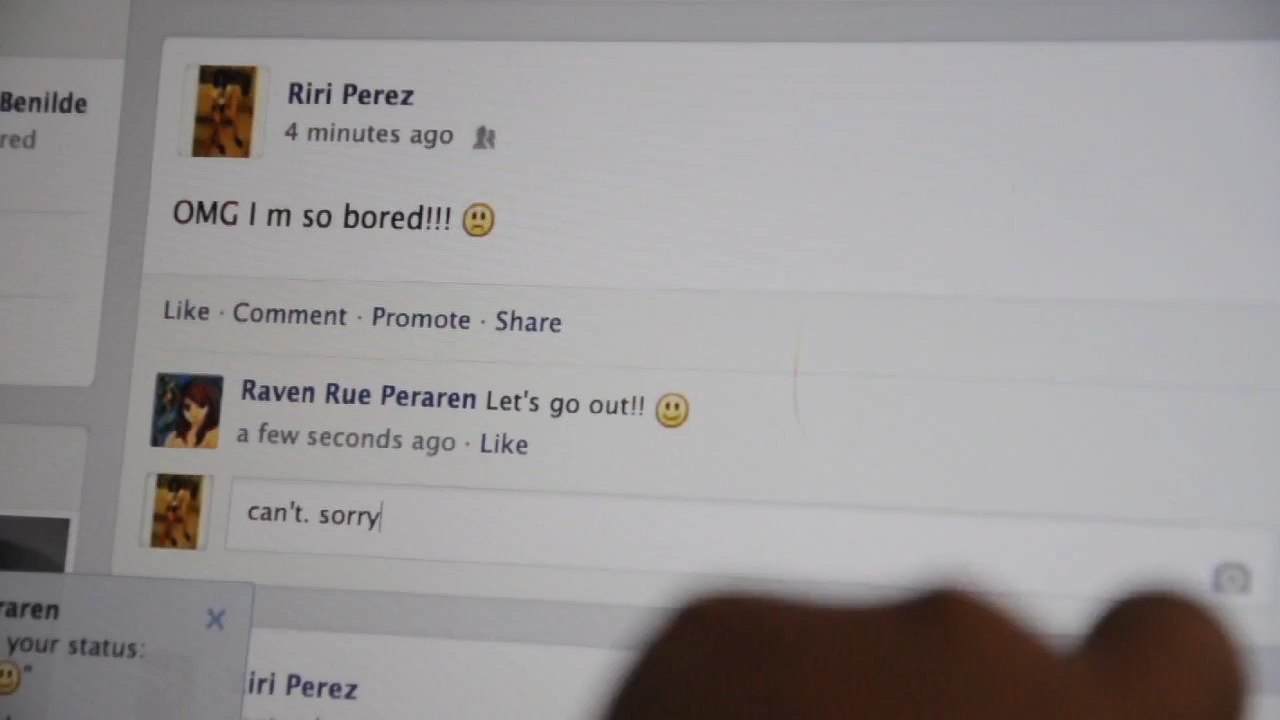 Benilde
red
Riri Perez
4 minutes ago
OMG I m so bored!!!
Like · Comment · Promote · Share
Raven Rue Peraren Let's go out!!
a few seconds ago · Like
can't. sorry
raren
your status:
"
iri Perez